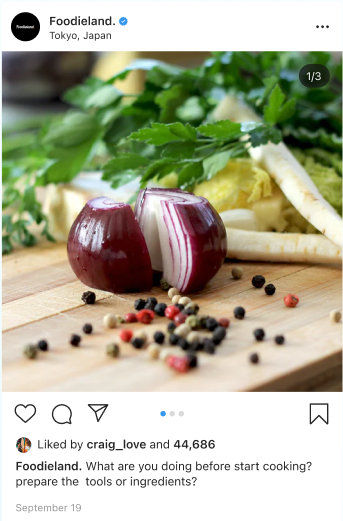 Foodieland.
Foodieland.
Tokyo, Japan
1/3
Liked by craig_love and 44,686
Foodieland. What are you doing before start cooking?
prepare the tools or ingredients?
September 19